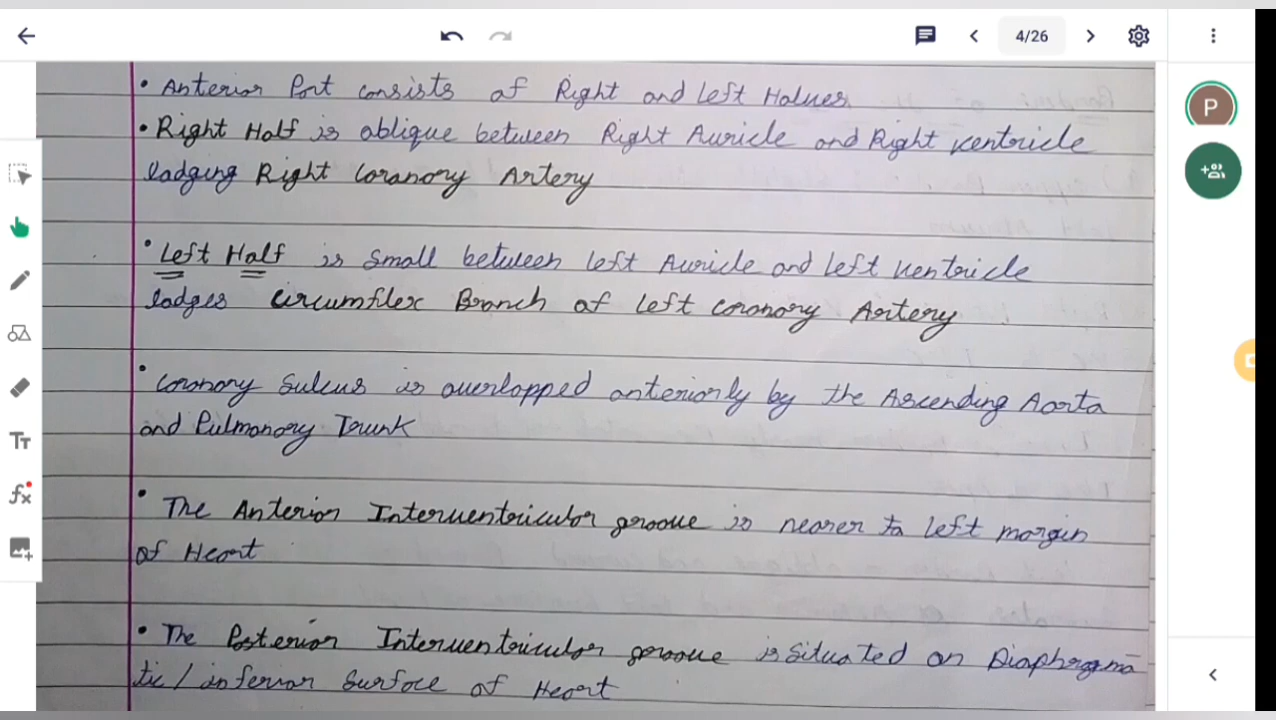 4/26
P
• Anterior Part consists of Right and Left Halves
• Right Half is oblique between Right Auricle and Right ventricle
lodging Right Coronary Artery
• Left Half is small between left Auricle and left ventricle
lodges circumflex Branch of Left coronary Artery
• Coronary Sulcus is overlapped anteriorly by the Ascending Aorta
and Pulmonary Trunk
• The Anterior Interventricular groove is nearer to left margin
of Heart
• The Posterior Interventricular groove is situated on Diaphragma
tic / inferior surface of Heart
Tт
fx